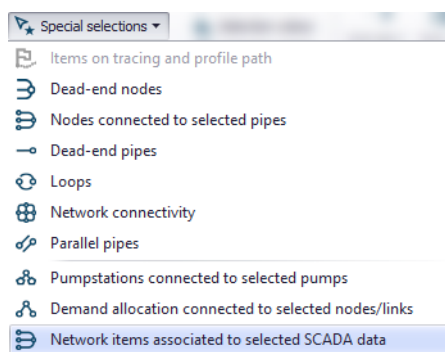 Special selections
Items on tracing and profile path
Dead-end nodes
Nodes connected to selected pipes
Dead-end pipes
Loops
Network connectivity
Parallel pipes
Pumpstations connected to selected pumps
Demand allocation connected to selected nodes/links
Network items associated to selected SCADA data